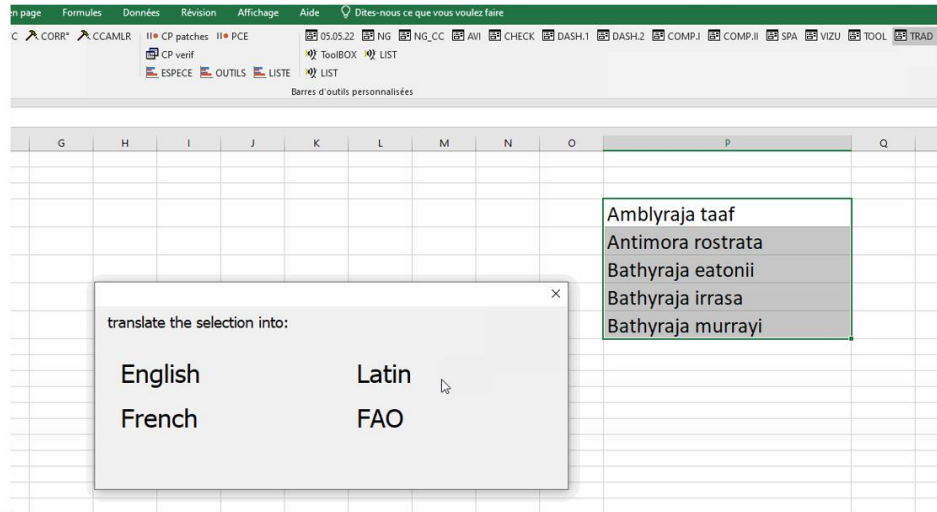 en page Formules Données Révision Affichage Aide Dites-nous ce que vous voulez faire
C CORR* CCAMLR CP patches PCE 05.05.22 NG NG_CC AVI CHECK DASH.1 DASH.2 COMP.I COMP.II SPA VIZU TOOL TRAD
CP verif ToolBOX LIST
ESPECE OUTILS LISTE LIST
Barres d'outils personnalisées
G H I J K L M N O P Q
Amblyraja taaf
Antimora rostrata
Bathyraja eatonii
Bathyraja irrasa
Bathyraja murrayi
translate the selection into:
English Latin
French FAO